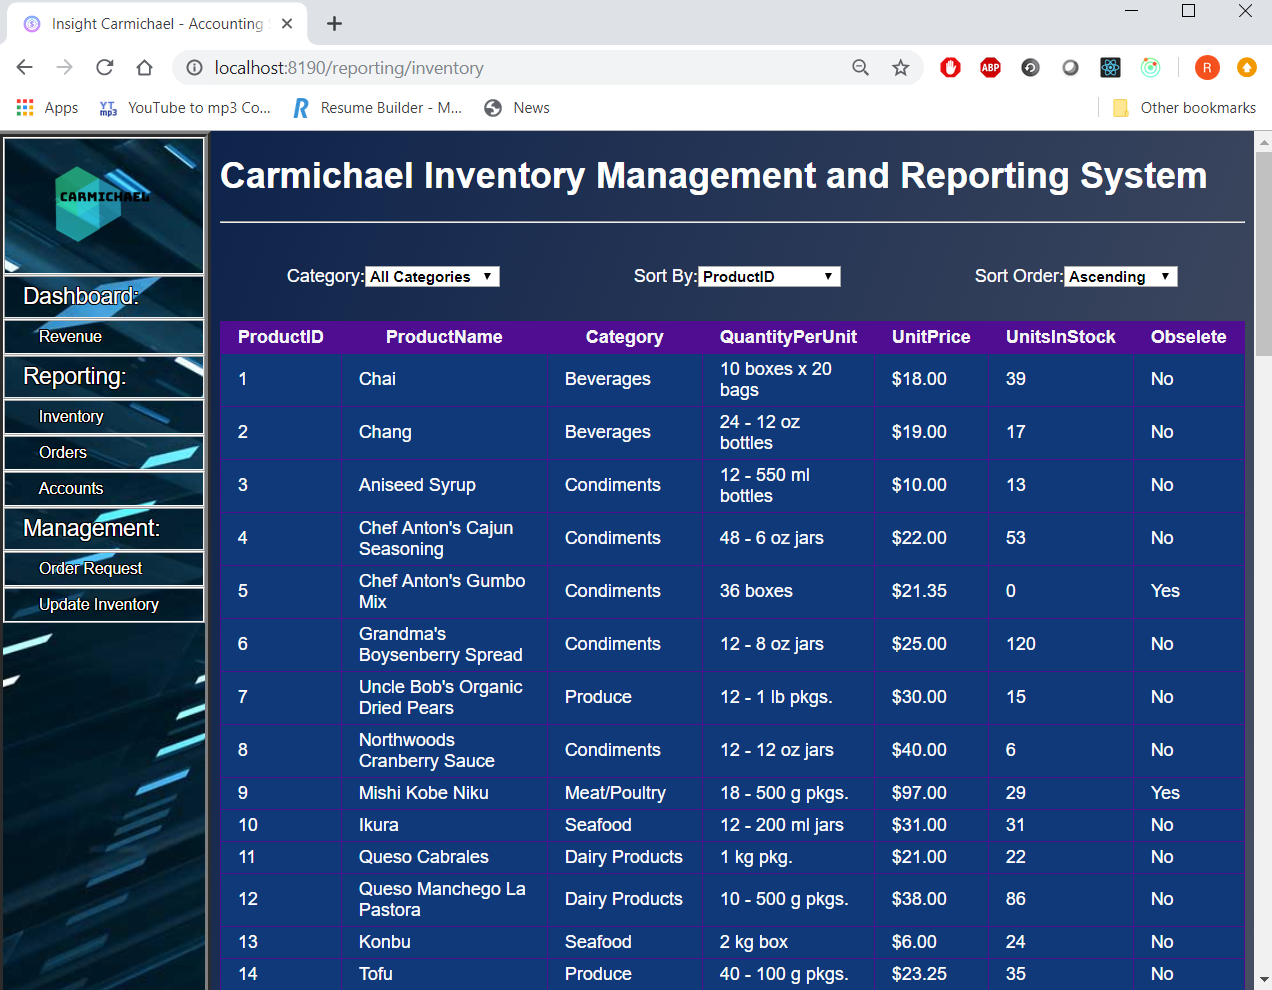 Insight Carmichael - Accounting
localhost:8190/reporting/inventory
ABP
R
Apps
YT mp3
YouTube to mp3 Co...
R
Resume Builder - M...
News
Other bookmarks
CARMICHAEL
Dashboard:
Revenue
Reporting:
Inventory
Orders
Accounts
Management:
Order Request
Update Inventory
Carmichael Inventory Management and Reporting System
Category: All Categories Sort By: ProductID Sort Order: Ascending
ProductID ProductName Category QuantityPerUnit UnitPrice UnitsInStock Obselete
1 Chai Beverages 10 boxes x 20 bags $18.00 39 No
2 Chang Beverages 24 - 12 oz bottles $19.00 17 No
3 Aniseed Syrup Condiments 12 - 550 ml bottles $10.00 13 No
4 Chef Anton's Cajun Seasoning Condiments 48 - 6 oz jars $22.00 53 No
5 Chef Anton's Gumbo Mix Condiments 36 boxes $21.35 0 Yes
6 Grandma's Boysenberry Spread Condiments 12 - 8 oz jars $25.00 120 No
7 Uncle Bob's Organic Dried Pears Produce 12 - 1 lb pkgs. $30.00 15 No
8 Northwoods Cranberry Sauce Condiments 12 - 12 oz jars $40.00 6 No
9 Mishi Kobe Niku Meat/Poultry 18 - 500 g pkgs. $97.00 29 Yes
10 Ikura Seafood 12 - 200 ml jars $31.00 31 No
11 Queso Cabrales Dairy Products 1 kg pkg. $21.00 22 No
12 Queso Manchego La Pastora Dairy Products 10 - 500 g pkgs. $38.00 86 No
13 Konbu Seafood 2 kg box $6.00 24 No
14 Tofu Produce 40 - 100 g pkgs. $23.25 35 No